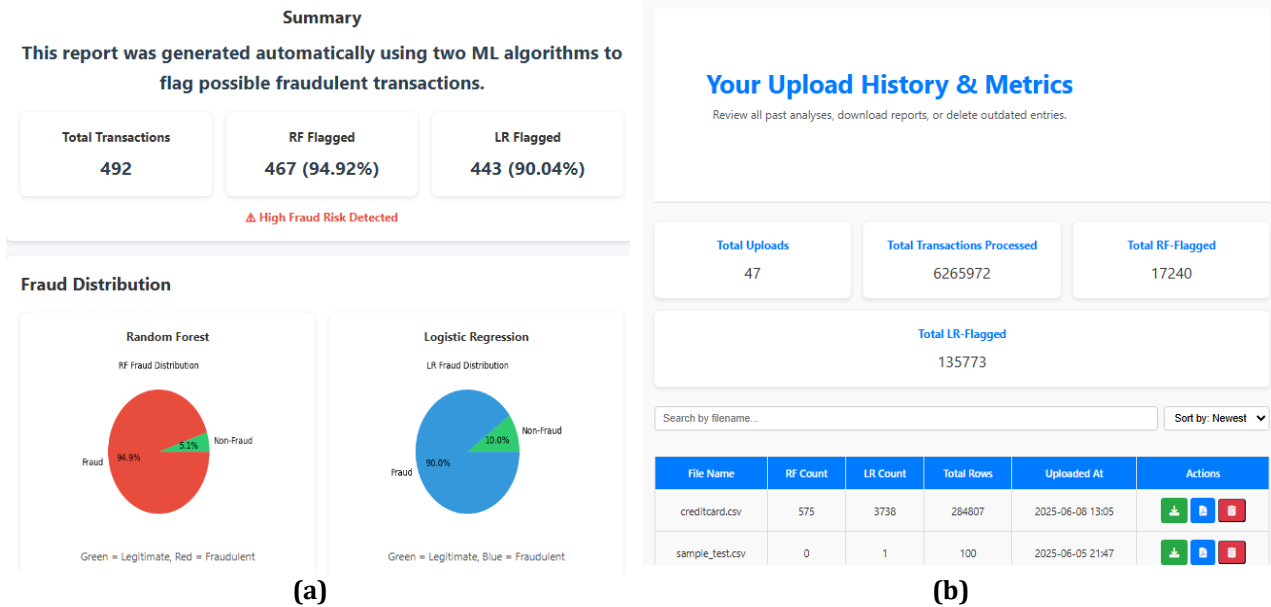 Summary
This report was generated automatically using two ML algorithms to
flag possible fraudulent transactions.
Total Transactions
492
RF Flagged
467 (94.92%)
LR Flagged
443 (90.04%)
⚠ High Fraud Risk Detected
Fraud Distribution
Random Forest
RF Fraud Distribution
Non-Fraud
5.1%
Fraud
94.9%
Green = Legitimate, Red = Fraudulent
Logistic Regression
LR Fraud Distribution
Non-Fraud
10.0%
Fraud
90.0%
Green = Legitimate, Blue = Fraudulent
(a)
Your Upload History & Metrics
Review all past analyses, download reports, or delete outdated entries.
Total Uploads
47
Total Transactions Processed
6265972
Total RF-Flagged
17240
Total LR-Flagged
135773
Search by filename...
Sort by: Newest
File Name RF Count LR Count Total Rows Uploaded At Actions
creditcard.csv 575 3738 284807 2025-06-08 13:05
sample_test.csv 0 1 100 2025-06-05 21:47
(b)